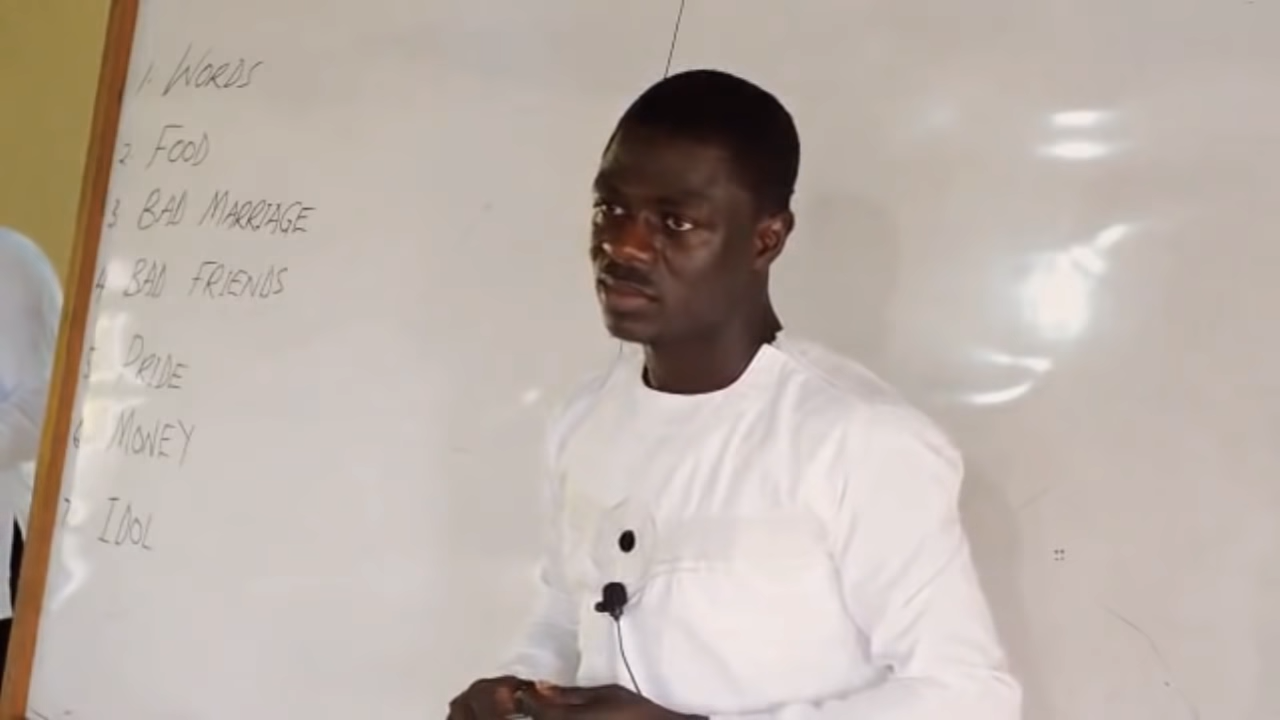 1. WORDS
2. FOOD
3 BAD MARRIAGE
4 BAD FRIENDS
5 PRIDE
6 MONEY
7 IDOL